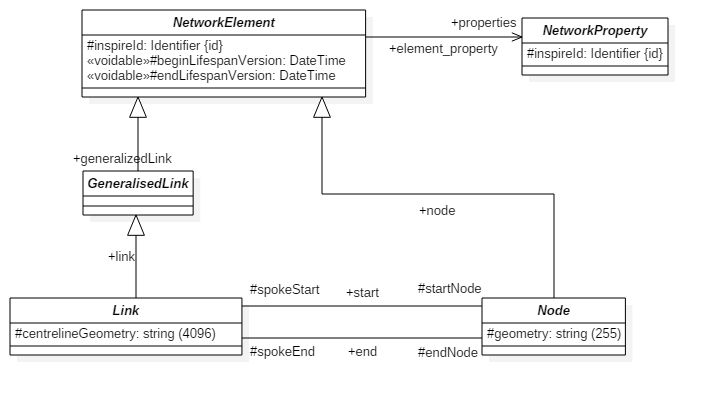 NetworkElement
#inspireId: Identifier {id}
«voidable»#beginLifespanVersion: DateTime
«voidable»#endLifespanVersion: DateTime
+properties
+element_property
NetworkProperty
#inspireId: Identifier {id}
+generalizedLink
GeneralisedLink
+node
+link
#spokeStart
+start
#startNode
Link
#centrelineGeometry: string (4096)
Node
#geometry: string (255)
#spokeEnd
+end
#endNode